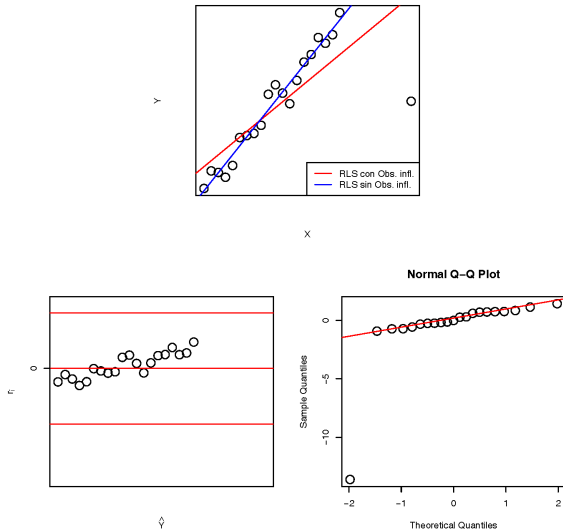 Y
RLS con Obs. infl.
RLS sin Obs. infl.
X
0
ri
Ŷ
Normal Q−Q Plot
Sample Quantiles
0
−5
−10
−2
−1
0
1
2
Theoretical Quantiles